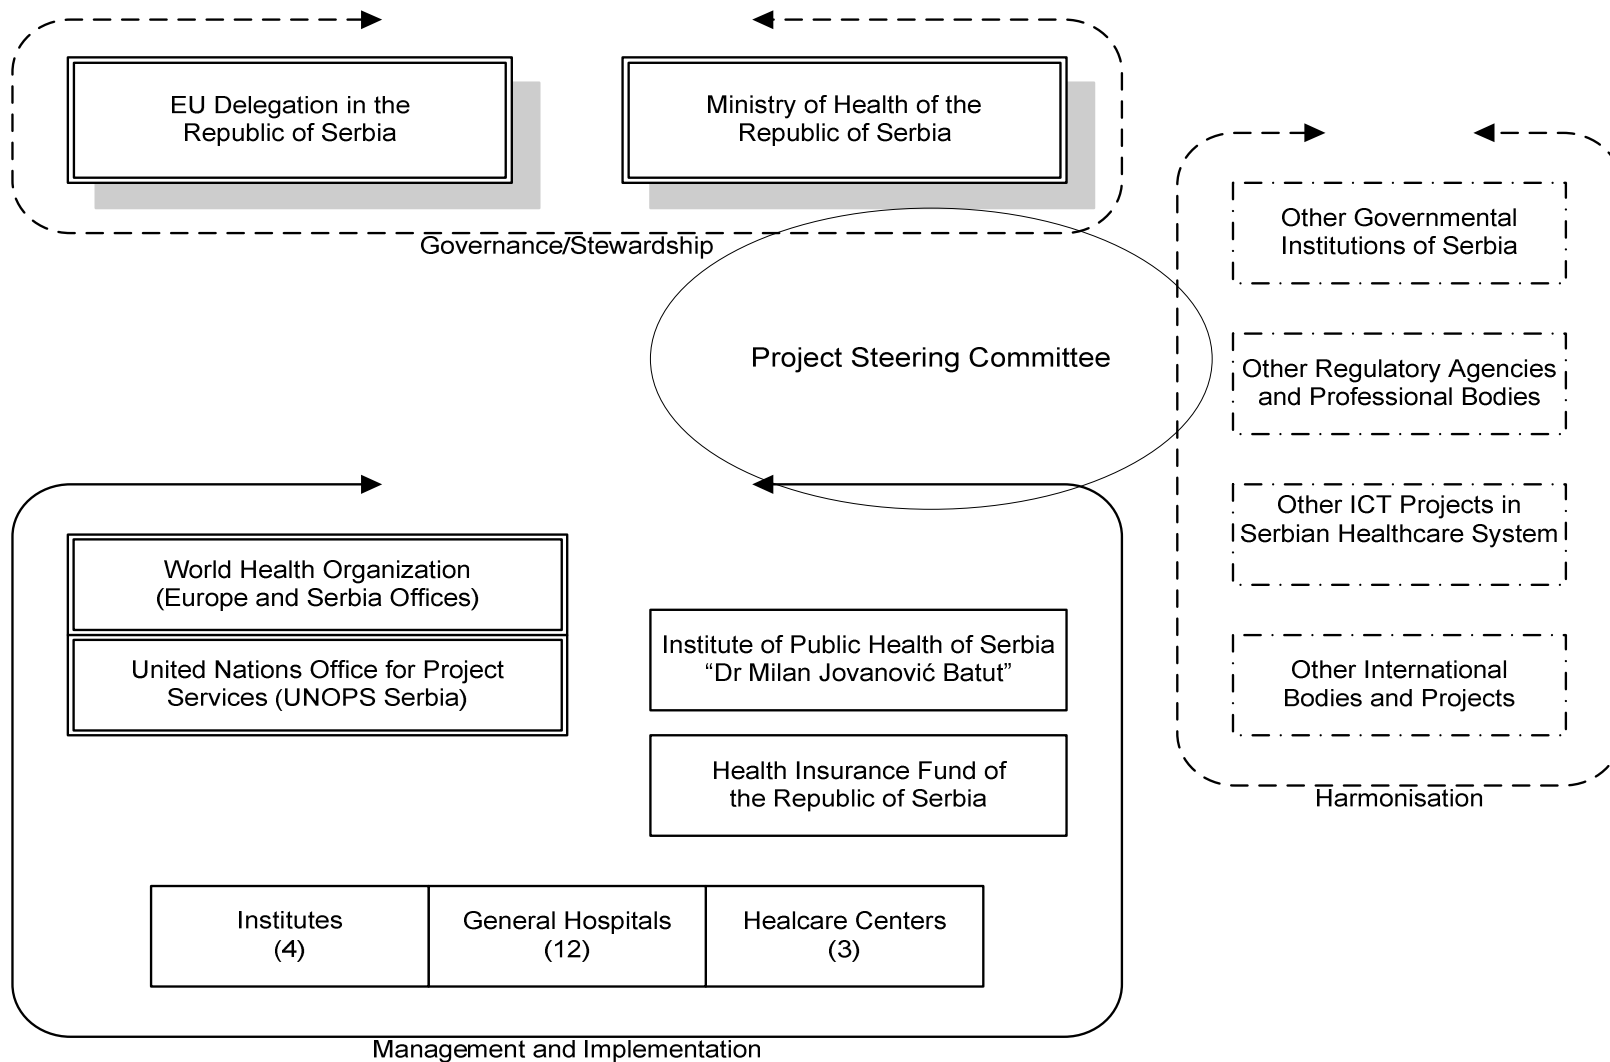 EU Delegation in the
Republic of Serbia
Ministry of Health of the
Republic of Serbia
Governance/Stewardship
Project Steering Committee
Other Governmental
Institutions of Serbia
Other Regulatory Agencies
and Professional Bodies
Other ICT Projects in
Serbian Healthcare System
Other International
Bodies and Projects
Harmonisation
World Health Organization
(Europe and Serbia Offices)
United Nations Office for Project
Services (UNOPS Serbia)
Institute of Public Health of Serbia
“Dr Milan Jovanović Batut”
Health Insurance Fund of
the Republic of Serbia
Institutes
(4)
General Hospitals
(12)
Healcare Centers
(3)
Management and Implementation